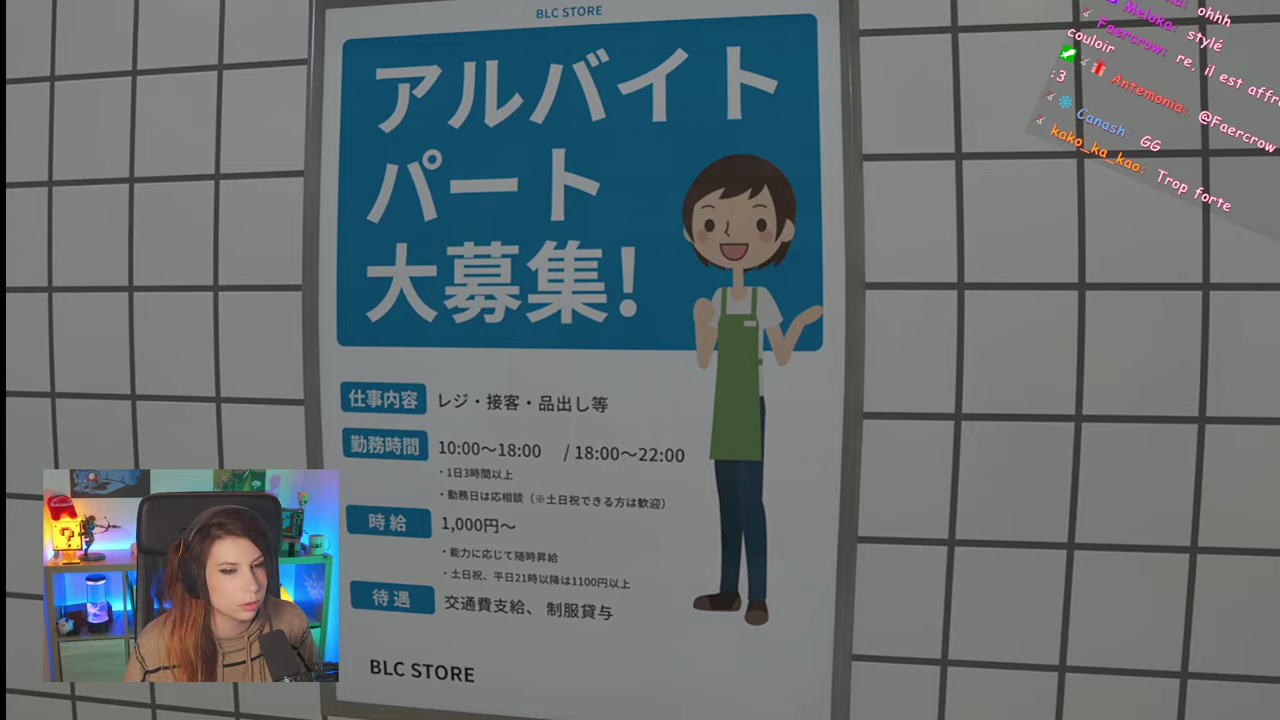 BLC STORE
アルバイト
パート
大募集!
仕事内容 レジ・接客・品出し等
勤務時間 10:00〜18:00 / 18:00〜22:00
・1日3時間以上
・勤務日は応相談（※土日祝できる方は歓迎）
時給 1,000円〜
・能力に応じて随時昇給
・土日祝、平日21時以降は1100円以上
待遇 交通費支給、 制服貸与
BLC STORE
ohhh
Meloka: stylé
couloir
Faercrow: re, il est
:3
Antemonia: @Faercrow
Canash: GG
kako_ka_kao: Trop forte
?